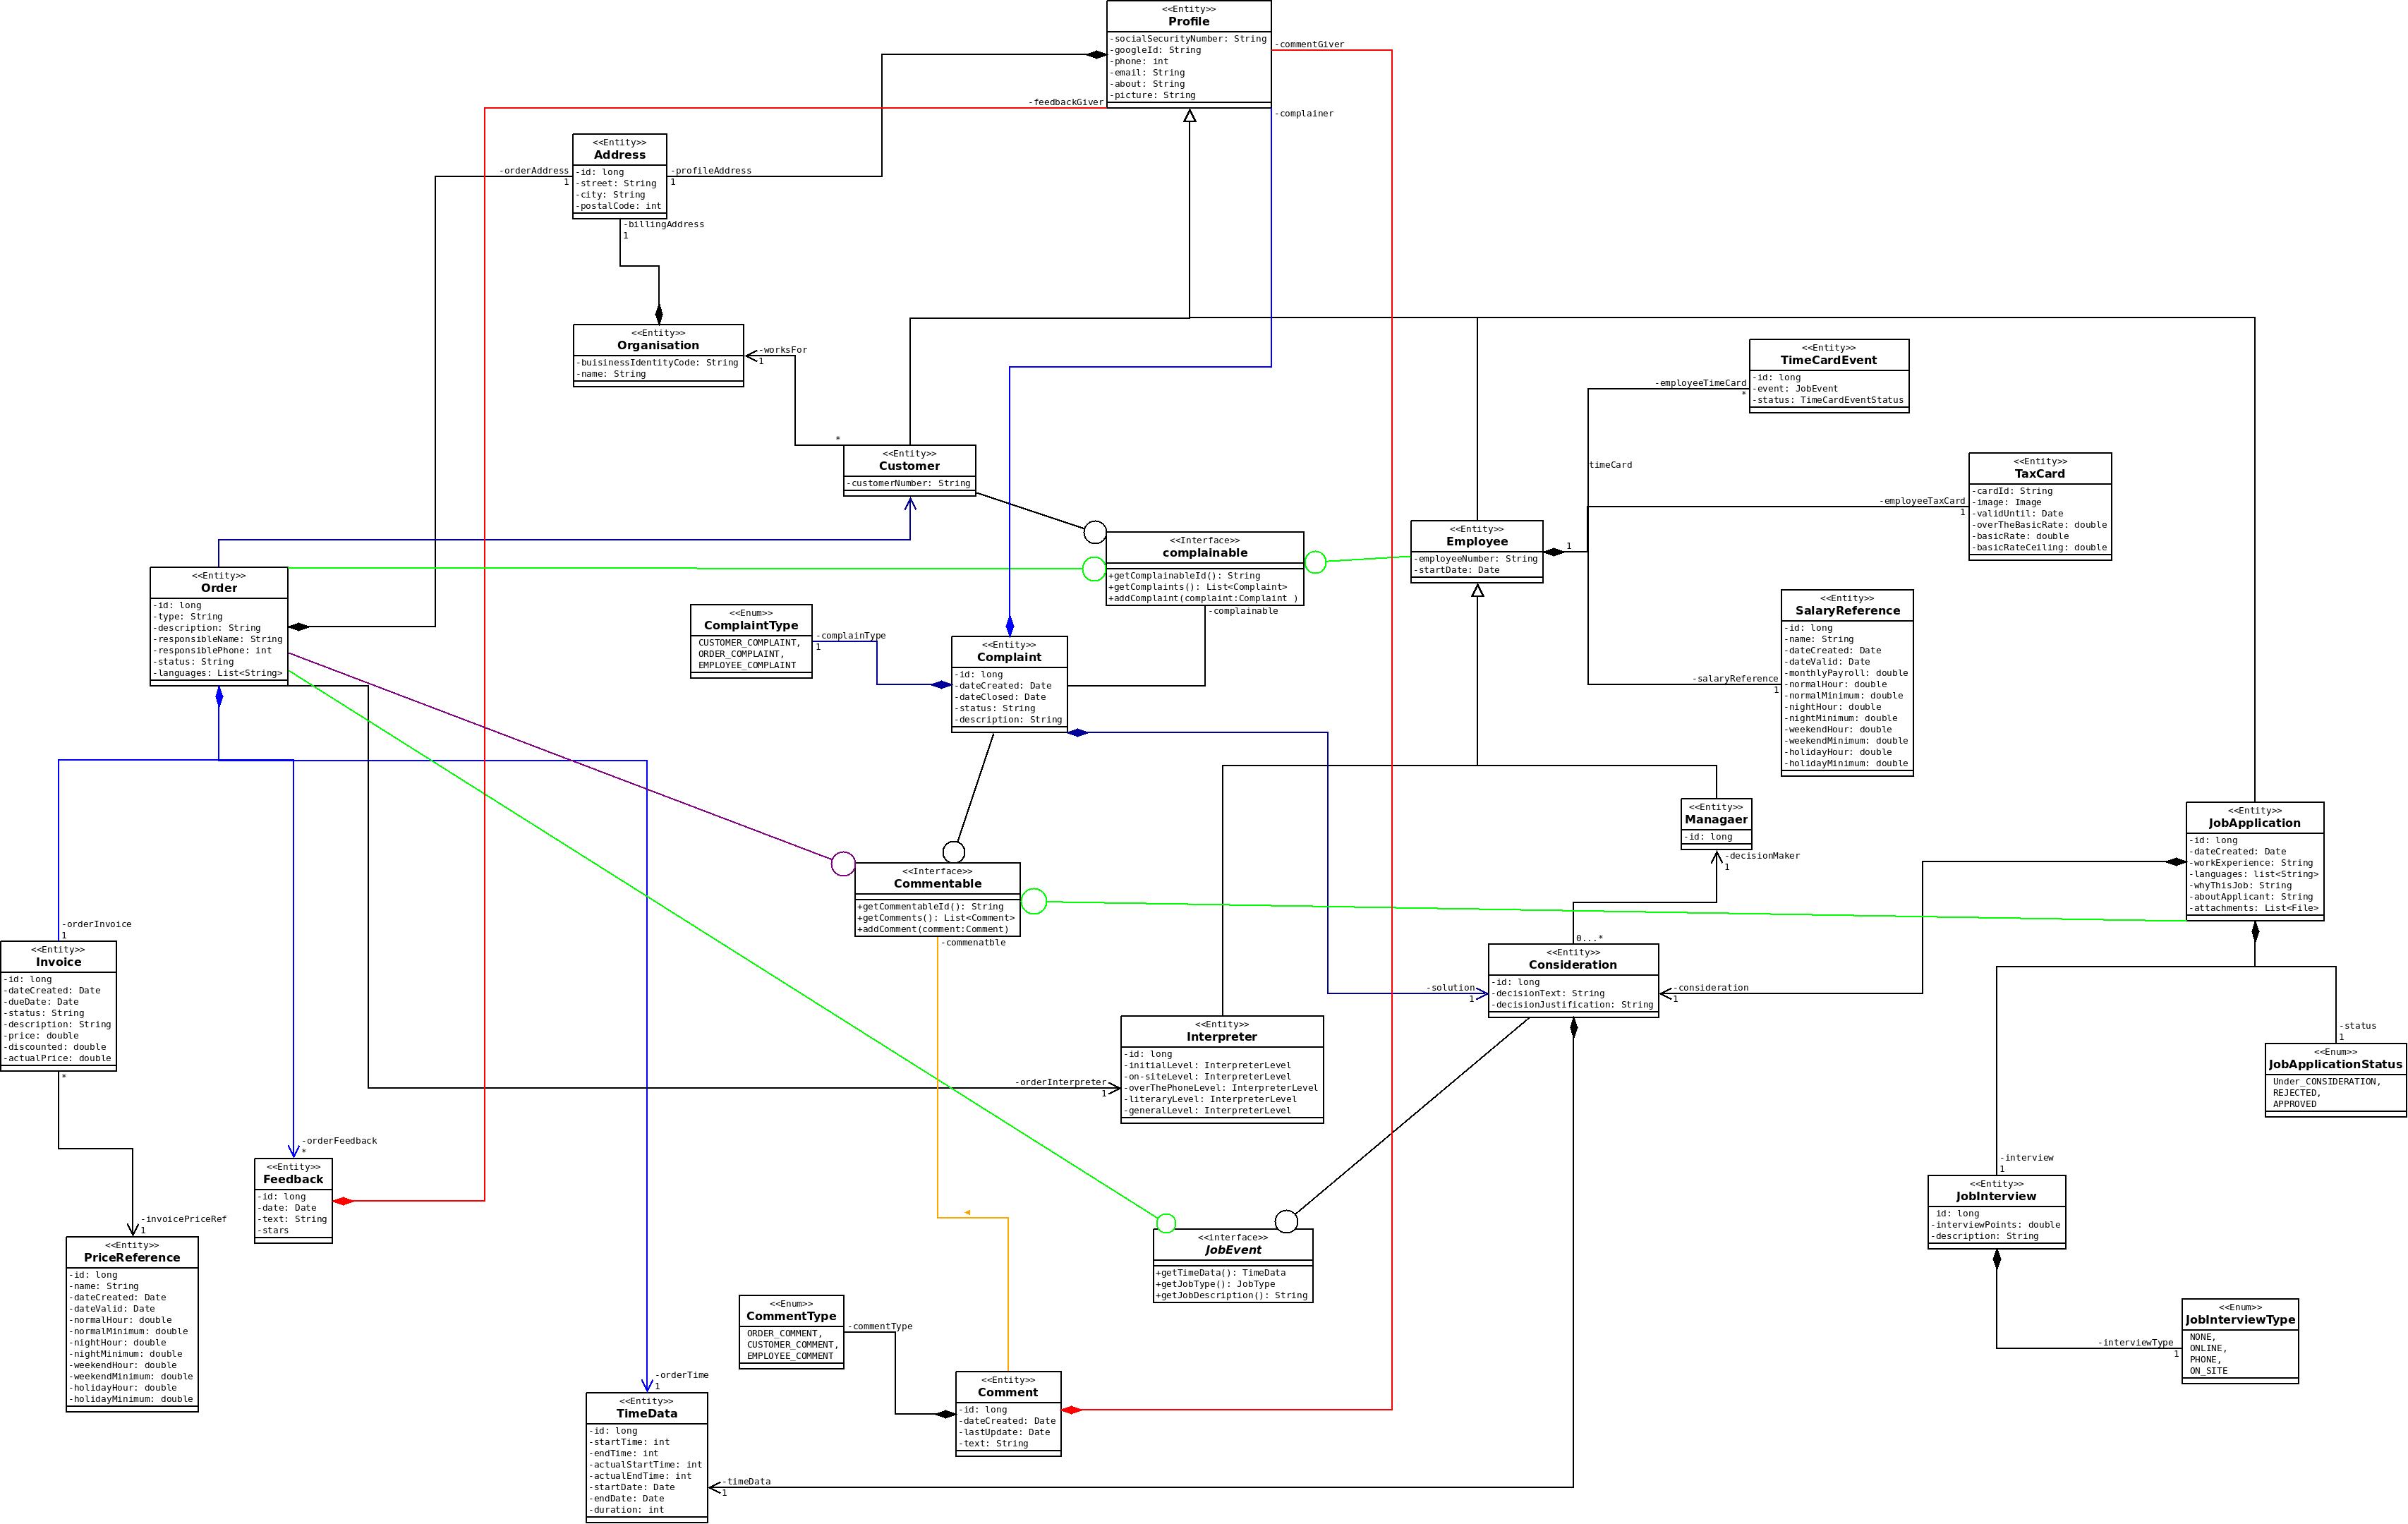 <<Entity>>
Profile
-socialSecurityNumber: String
-googleId: String
-phone: int
-email: String
-about: String
-picture: String
-commentGiver
-feedbackGiver
-complainer
<<Entity>>
Address
-id: long
-street: String
-city: String
-postalCode: int
-orderAddress
1
-profileAddress
1
-billingAddress
1
<<Entity>>
Organisation
-buisinessIdentityCode: String
-name: String
-worksFor
1
*
<<Entity>>
Customer
-customerNumber: String
<<Entity>>
TimeCardEvent
-id: long
-event: JobEvent
-status: TimeCardEventStatus
-employeeTimeCard
*
timeCard
<<Entity>>
TaxCard
-cardId: String
-image: Image
-validUntil: Date
-overTheBasicRate: double
-basicRate: double
-basicRateCeiling: double
-employeeTaxCard
1
<<Interface>>
complainable
+getComplainableId(): String
+getComplaints(): List<Complaint>
+addComplaint(complaint:Complaint )
-complainable
<<Entity>>
Employee
-employeeNumber: String
-startDate: Date
1
<<Entity>>
Order
-id: long
-type: String
-description: String
-responsibleName: String
-responsiblePhone: int
-status: String
-languages: List<String>
<<Enum>>
ComplaintType
CUSTOMER_COMPLAINT,
ORDER_COMPLAINT,
EMPLOYEE_COMPLAINT
-complainType
1
<<Entity>>
Complaint
-id: long
-dateCreated: Date
-dateClosed: Date
-status: String
-description: String
<<Entity>>
SalaryReference
-id: long
-name: String
-dateCreated: Date
-dateValid: Date
-monthlyPayroll: double
-normalHour: double
-normalMinimum: double
-nightHour: double
-nightMinimum: double
-weekendHour: double
-weekendMinimum: double
-holidayHour: double
-holidayMinimum: double
-salaryReference
1
<<Entity>>
Managaer
-id: long
-decisionMaker
1
<<Entity>>
JobApplication
-id: long
-dateCreated: Date
-workExperience: String
-languages: list<String>
-whyThisJob: String
-aboutApplicant: String
-attachments: List<File>
<<Interface>>
Commentable
+getCommentableId(): String
+getComments(): List<Comment>
+addComment(comment:Comment)
-commenatble
-orderInvoice
1
<<Entity>>
Invoice
-id: long
-dateCreated: Date
-dueDate: Date
-status: String
-description: String
-price: double
-discounted: double
-actualPrice: double
*
0...*
<<Entity>>
Consideration
-id: long
-decisionText: String
-decisionJustification: String
-solution
1
-consideration
1
<<Entity>>
Interpreter
-id: long
-initialLevel: InterpreterLevel
-on-siteLevel: InterpreterLevel
-overThePhoneLevel: InterpreterLevel
-literaryLevel: InterpreterLevel
-generalLevel: InterpreterLevel
-orderInterpreter
1
-status
1
<<Enum>>
JobApplicationStatus
Under_CONSIDERATION,
REJECTED,
APPROVED
-orderFeedback
*
<<Entity>>
Feedback
-id: long
-date: Date
-text: String
-stars
-interview
1
<<Entity>>
JobInterview
id: long
-interviewPoints: double
-description: String
-invoicePriceRef
1
<<Entity>>
PriceReference
-id: long
-name: String
-dateCreated: Date
-dateValid: Date
-normalHour: double
-normalMinimum: double
-nightHour: double
-nightMinimum: double
-weekendHour: double
-weekendMinimum: double
-holidayHour: double
-holidayMinimum: double
<<interface>>
JobEvent
+getTimeData(): TimeData
+getJobType(): JobType
+getJobDescription(): String
<<Enum>>
CommentType
ORDER_COMMENT,
CUSTOMER_COMMENT,
EMPLOYEE_COMMENT
-commentType
<<Enum>>
JobInterviewType
NONE,
ONLINE,
PHONE,
ON_SITE
-interviewType
1
<<Entity>>
Comment
-id: long
-dateCreated: Date
-lastUpdate: Date
-text: String
-orderTime
1
<<Entity>>
TimeData
-id: long
-startTime: int
-endTime: int
-actualStartTime: int
-actualEndTime: int
-startDate: Date
-endDate: Date
-duration: int
-timeData
1